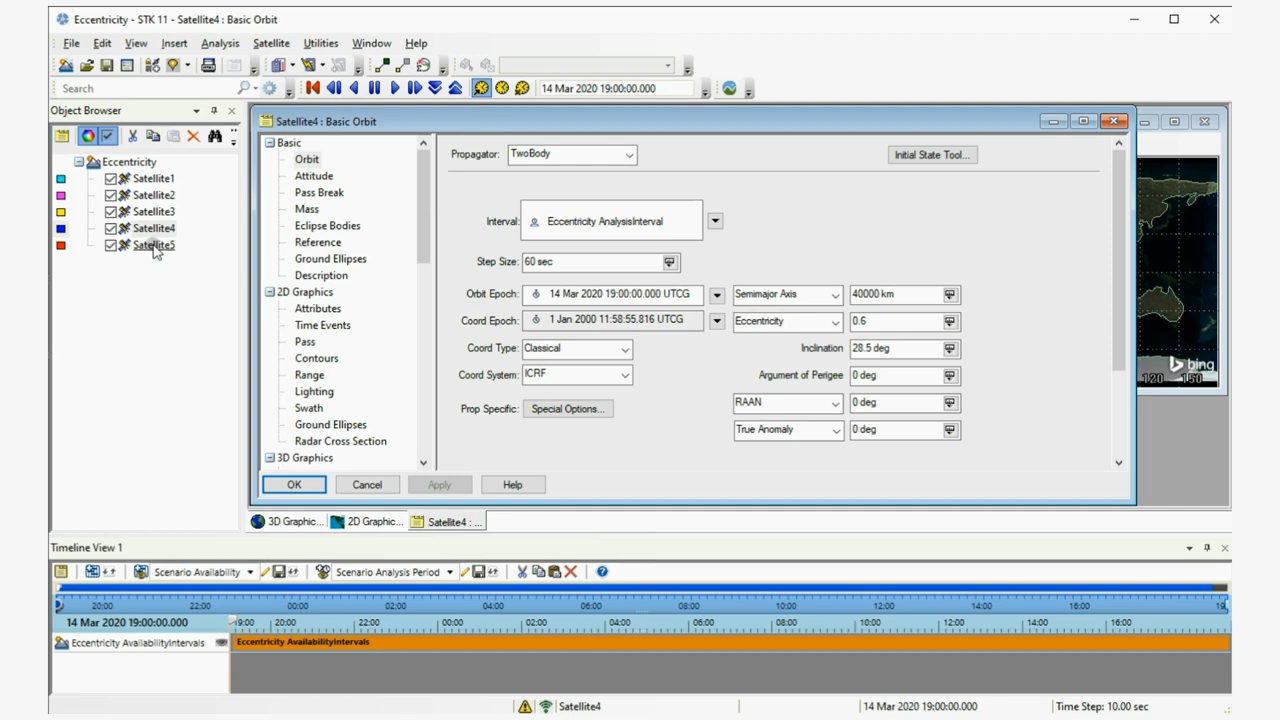 Eccentricity - STK 11 - Satellite4 : Basic Orbit
File Edit View Insert Analysis Satellite Utilities Window Help
Search
14 Mar 2020 19:00:00.000
Object Browser
Eccentricity
Satellite1
Satellite2
Satellite3
Satellite4
Satellite5
Satellite4 : Basic Orbit
Basic
Orbit
Attitude
Pass Break
Mass
Eclipse Bodies
Reference
Ground Ellipses
Description
2D Graphics
Attributes
Time Events
Pass
Contours
Range
Lighting
Swath
Ground Ellipses
Radar Cross Section
3D Graphics
Propagator: TwoBody Initial State Tool...
Interval: Eccentricity AnalysisInterval
Step Size: 60 sec
Orbit Epoch: 14 Mar 2020 19:00:00.000 UTCG Semimajor Axis 40000 km
Coord Epoch: 1 Jan 2000 11:58:55.816 UTCG Eccentricity 0.6
Coord Type: Classical Inclination 28.5 deg
Coord System: ICRF Argument of Perigee 0 deg
RAAN 0 deg
Prop Specific: Special Options...
True Anomaly 0 deg
OK Cancel Apply Help
bing
120 150
3D Graphic... 2D Graphic... Satellite4 : ...
Timeline View 1
Scenario Availability Scenario Analysis Period
20:00 22:00 00:00 02:00 04:00 06:00 08:00 10:00 12:00 14:00 16:00 19
14 Mar 2020 19:00:00.000 19:00 20:00 22:00 00:00 02:00 04:00 06:00 08:00 10:00 12:00 14:00 16:00
Eccentricity AvailabilityIntervals Eccentricity AvailabilityIntervals
Satellite4 14 Mar 2020 19:00:00.000 Time Step: 10.00 sec